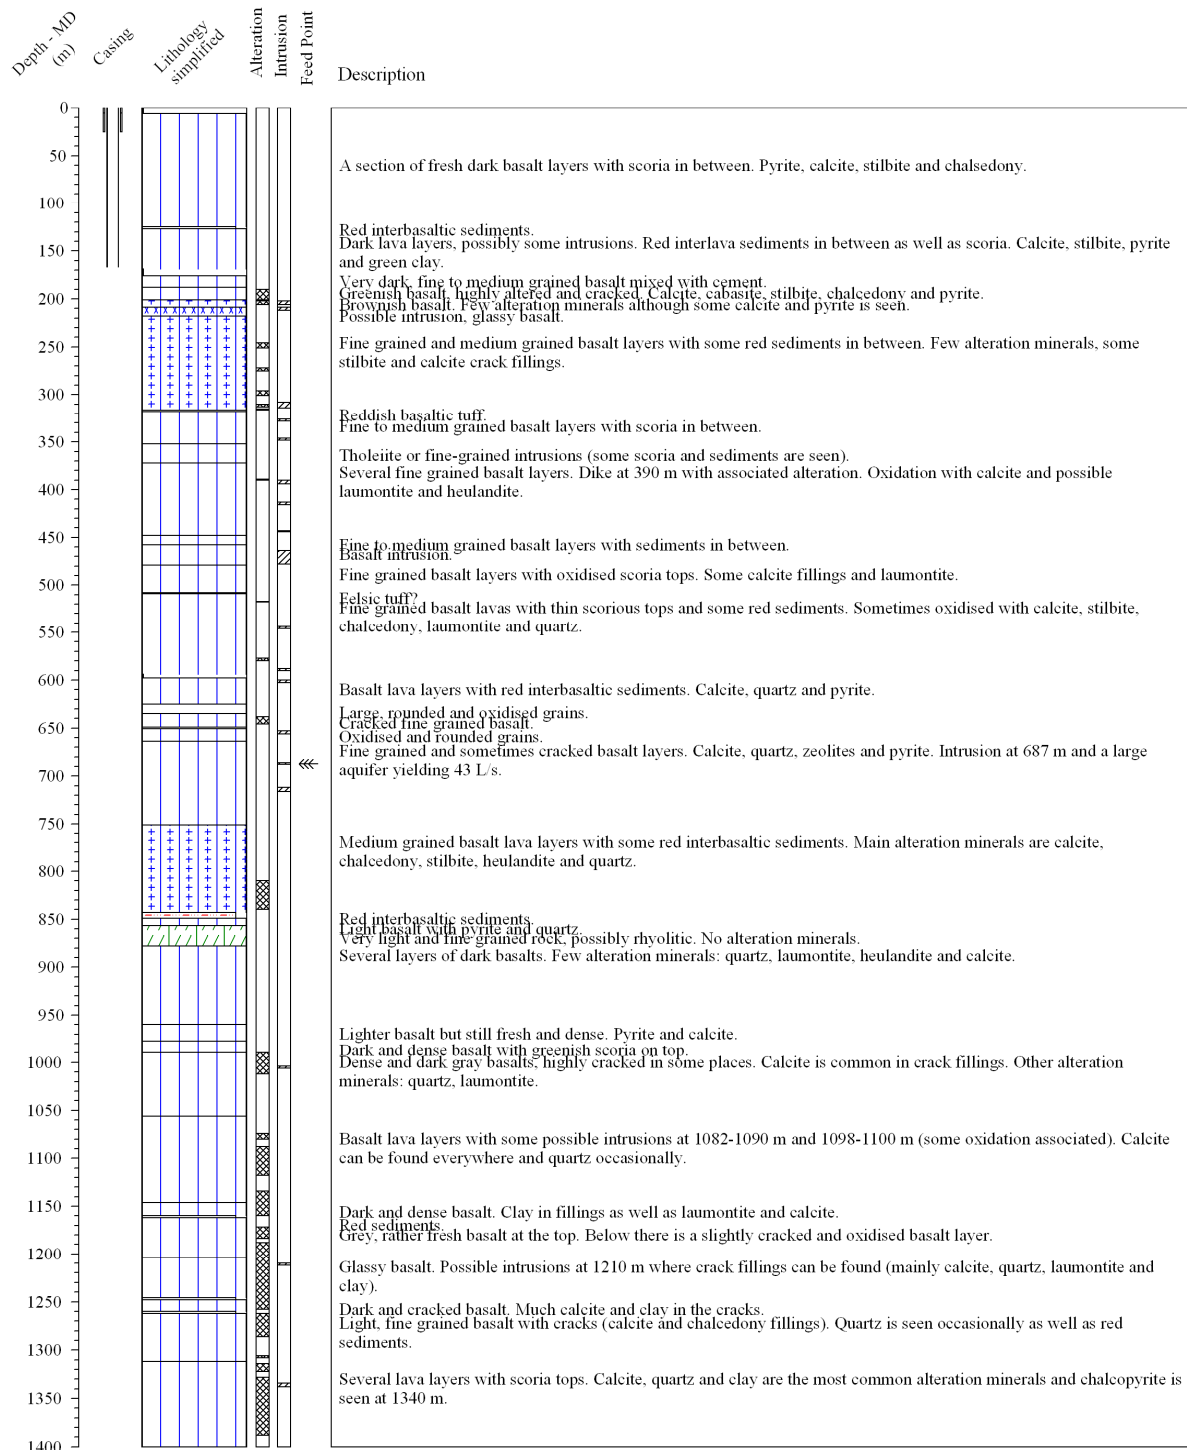 Depth - MD
(m)
Casing
Lithology
simplified
Alteration
Intrusion
Feed Point
Description
0
50
A section of fresh dark basalt layers with scoria in between. Pyrite, calcite, stilbite and chalsedony.
100
Red interbasaltic sediments.
150
Dark lava layers, possibly some intrusions. Red interlava sediments in between as well as scoria. Calcite, stilbite, pyrite
and green clay.
Very dark, fine to medium grained basalt mixed with cement.
200
Greenish basalt, highly altered and cracked. Calcite, cabasite, stilbite, chalcedony and pyrite.
Brownish basalt. Few alteration minerals although some calcite and pyrite is seen.
Possible intrusion, glassy basalt.
250
Fine grained and medium grained basalt layers with some red sediments in between. Few alteration minerals, some
stilbite and calcite crack fillings.
300
Reddish basaltic tuff.
Fine to medium grained basalt layers with scoria in between.
350
Tholeiite or fine-grained intrusions (some scoria and sediments are seen).
Several fine grained basalt layers. Dike at 390 m with associated alteration. Oxidation with calcite and possible
laumontite and heulandite.
400
450
Fine to medium grained basalt layers with sediments in between.
Basalt intrusion.
Fine grained basalt layers with oxidised scoria tops. Some calcite fillings and laumontite.
500
Felsic tuff?
Fine grained basalt lavas with thin scorious tops and some red sediments. Sometimes oxidised with calcite, stilbite,
chalcedony, laumontite and quartz.
550
600
Basalt lava layers with red interbasaltic sediments. Calcite, quartz and pyrite.
Large, rounded and oxidised grains.
650
Cracked fine grained basalt.
Oxidised and rounded grains.
Fine grained and sometimes cracked basalt layers. Calcite, quartz, zeolites and pyrite. Intrusion at 687 m and a large
aquifer yielding 43 L/s.
700
750
Medium grained basalt lava layers with some red interbasaltic sediments. Main alteration minerals are calcite,
chalcedony, stilbite, heulandite and quartz.
800
850
Red interbasaltic sediments.
Light basalt with pyrite and quartz.
Very light and fine grained rock, possibly rhyolitic. No alteration minerals.
Several layers of dark basalts. Few alteration minerals: quartz, laumontite, heulandite and calcite.
900
950
Lighter basalt but still fresh and dense. Pyrite and calcite.
Dark and dense basalt with greenish scoria on top.
1000
Dense and dark gray basalts, highly cracked in some places. Calcite is common in crack fillings. Other alteration
minerals: quartz, laumontite.
1050
Basalt lava layers with some possible intrusions at 1082-1090 m and 1098-1100 m (some oxidation associated). Calcite
can be found everywhere and quartz occasionally.
1100
1150
Dark and dense basalt. Clay in fillings as well as laumontite and calcite.
Red sediments.
Grey, rather fresh basalt at the top. Below there is a slightly cracked and oxidised basalt layer.
1200
Glassy basalt. Possible intrusions at 1210 m where crack fillings can be found (mainly calcite, quartz, laumontite and
clay).
1250
Dark and cracked basalt. Much calcite and clay in the cracks.
Light, fine grained basalt with cracks (calcite and chalcedony fillings). Quartz is seen occasionally as well as red
sediments.
1300
1350
Several lava layers with scoria tops. Calcite, quartz and clay are the most common alteration minerals and chalcopyrite is
seen at 1340 m.
1400